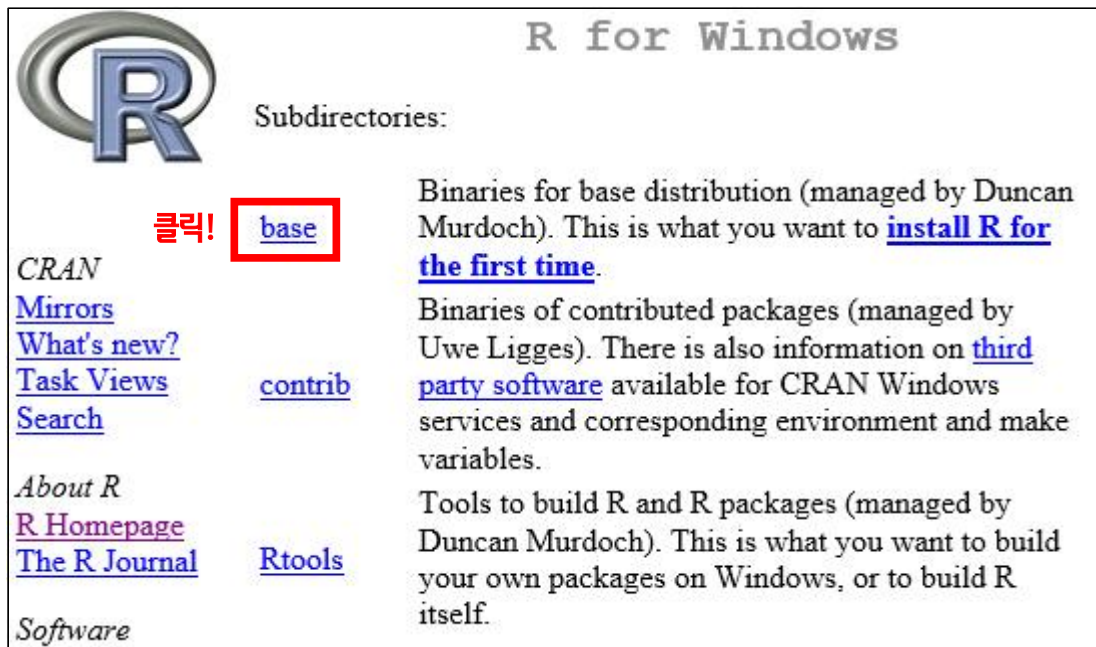 R
R for Windows
Subdirectories:
클릭!
base
Binaries for base distribution (managed by Duncan
Murdoch). This is what you want to install R for
the first time.
contrib
Binaries of contributed packages (managed by
Uwe Ligges). There is also information on third
party software available for CRAN Windows
services and corresponding environment and make
variables.
Rtools
Tools to build R and R packages (managed by
Duncan Murdoch). This is what you want to build
your own packages on Windows, or to build R
itself.
CRAN
Mirrors
What's new?
Task Views
Search
About R
R Homepage
The R Journal
Software